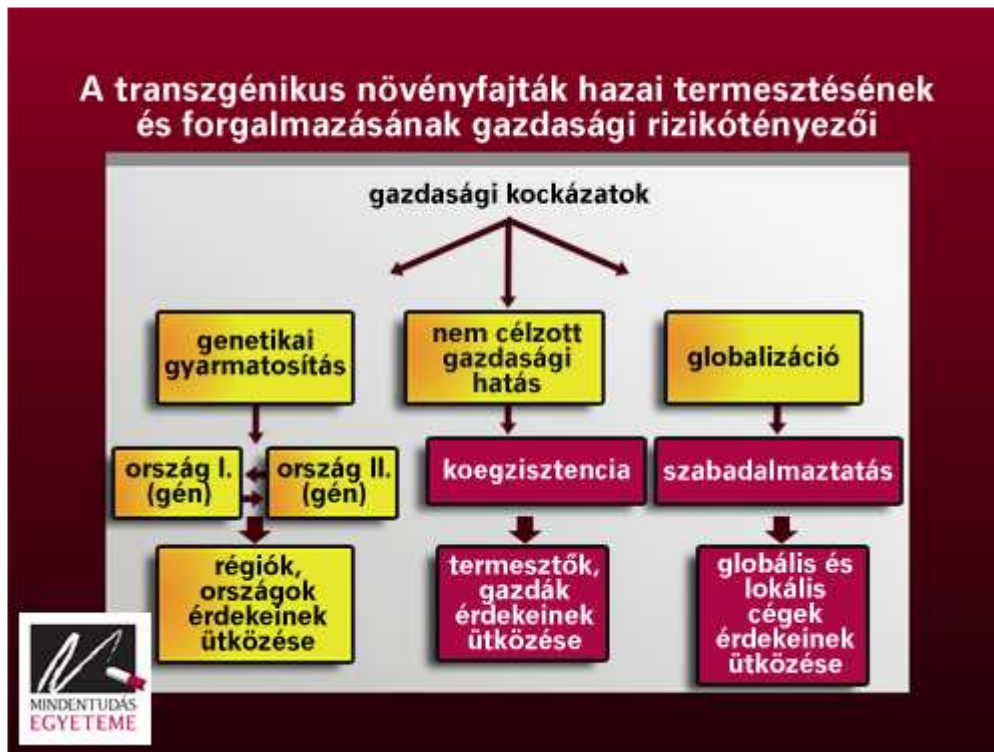 A transzgénikus növényfajták hazai termesztésének
és forgalmazásának gazdasági rizikótényezői
gazdasági kockázatok
genetikai
gyarmatosítás
nem célzott
gazdasági
hatás
globalizáció
ország I.
(gén)
ország II.
(gén)
koegzisztencia
szabadalmaztatás
régiók,
országok
érdekeinek
ütközése
termesztők,
gazdák
érdekeinek
ütközése
globális és
lokális
cégek
érdekeinek
ütközése
MINDENTUDÁS
EGYETEME